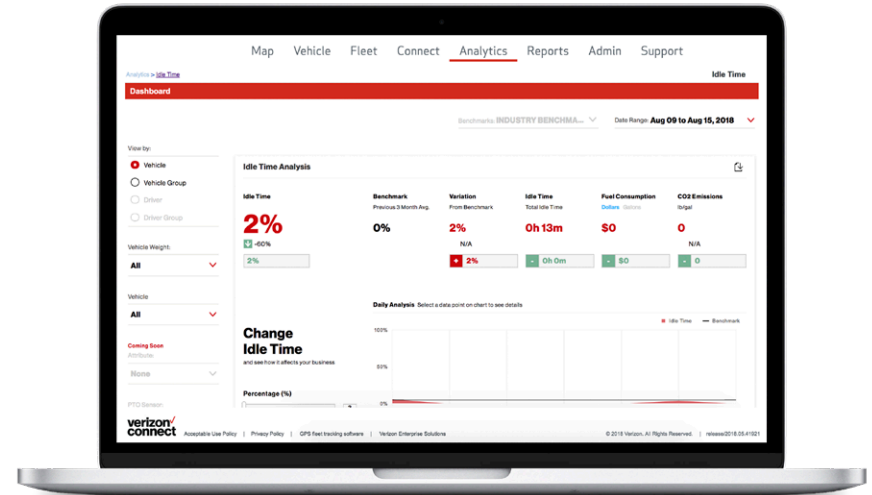 Map Vehicle Fleet Connect Analytics Reports Admin Support
Analytics > Idle Time
Idle Time
Dashboard
Benchmarks: INDUSTRY BENCHMA...
Date Range: Aug 09 to Aug 15, 2018
View by:
Vehicle
Vehicle Group
Driver
Driver Group
Vehicle Weight:
All
Vehicle
All
Coming Soon
Attribute:
None
PTO Sensor:
Idle Time Analysis
Idle Time
2%
-60%
2%
Benchmark
Previous 3 Month Avg.
0%
Variation
From Benchmark
2%
N/A
+ 2%
Idle Time
Total Idle Time
0h 13m
- 0h 0m
Fuel Consumption
Dollars Gallons
$0
- $0
CO2 Emissions
lb/gal
0
N/A
- 0
Daily Analysis Select a data point on chart to see details
Idle Time Benchmark
100%
50%
Change
Idle Time
and see how it affects your business
Percentage (%)
verizon
connect
Acceptable Use Policy | Privacy Policy | GPS fleet tracking software | Verizon Enterprise Solutions
© 2018 Verizon. All Rights Reserved. | release/2018.05.41921